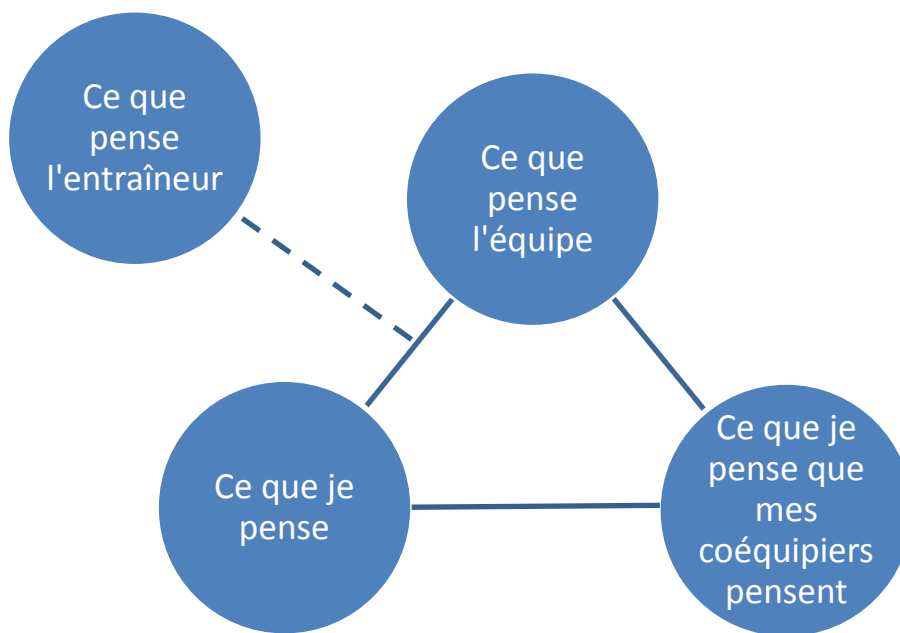 Ce que
pense
l'entraîneur
Ce que
pense
l'équipe
Ce que je
pense
Ce que je
pense que
mes
coéquipiers
pensent